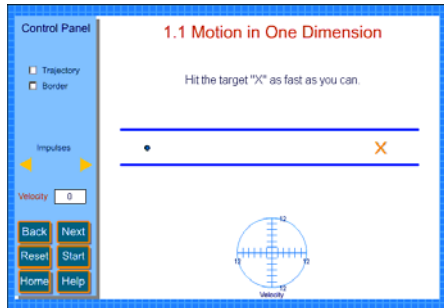 Control Panel
Trajectory
Border
Impulses
Velocity 0
Back Next
Reset Start
Home Help
1.1 Motion in One Dimension
Hit the target "X" as fast as you can.
X
12
12 12
12
Velocity